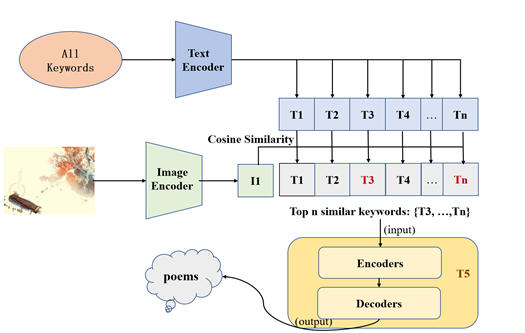 All
Keywords
Text
Encoder
T1 T2 T3 T4 ... Tn
Cosine Similarity
Image
Encoder
I1
T1 T2 T3 T4 ... Tn
Top n similar keywords: {T3, ...,Tn}
(input)
Encoders
T5
poems
Decoders
(output)